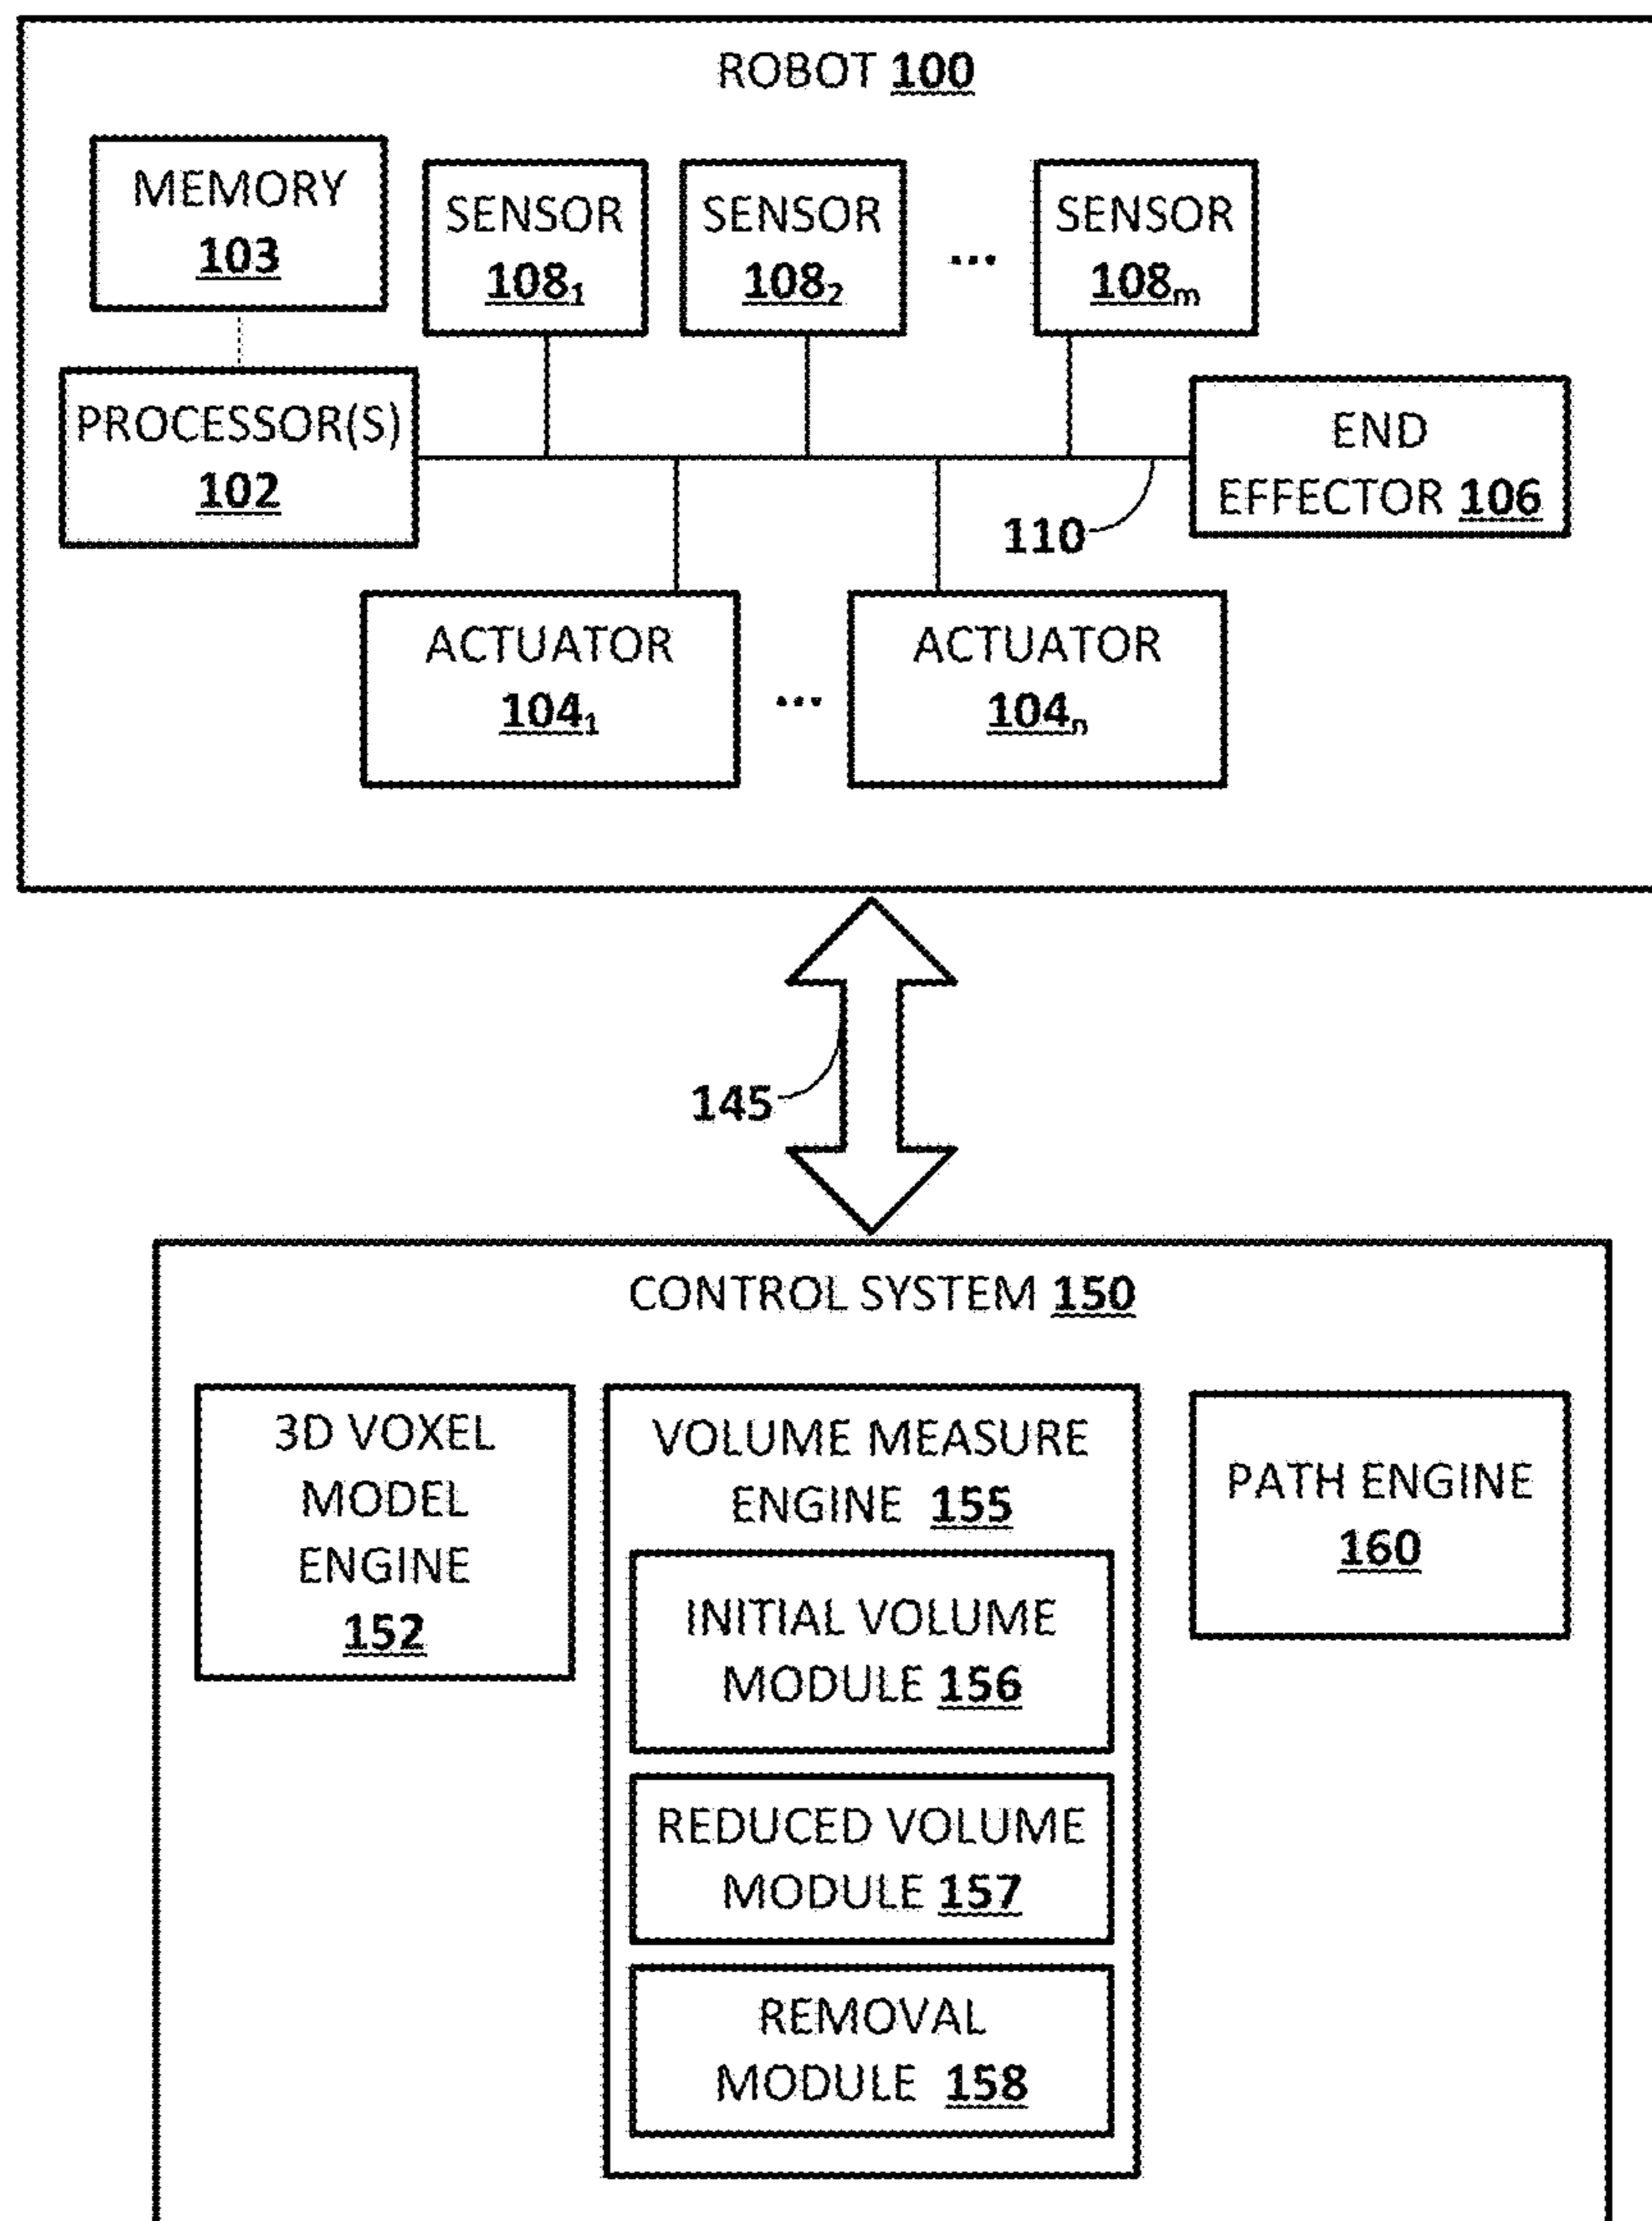 ROBOT 100
MEMORY
103
SENSOR
108₁
SENSOR
108₂
...
SENSOR
108ₘ
PROCESSOR(S)
102
END
EFFECTOR 106
110
ACTUATOR
104₁
...
ACTUATOR
104ₙ
145
CONTROL SYSTEM 150
3D VOXEL
MODEL
ENGINE
152
VOLUME MEASURE
ENGINE 155
INITIAL VOLUME
MODULE 156
REDUCED VOLUME
MODULE 157
REMOVAL
MODULE 158
PATH ENGINE
160